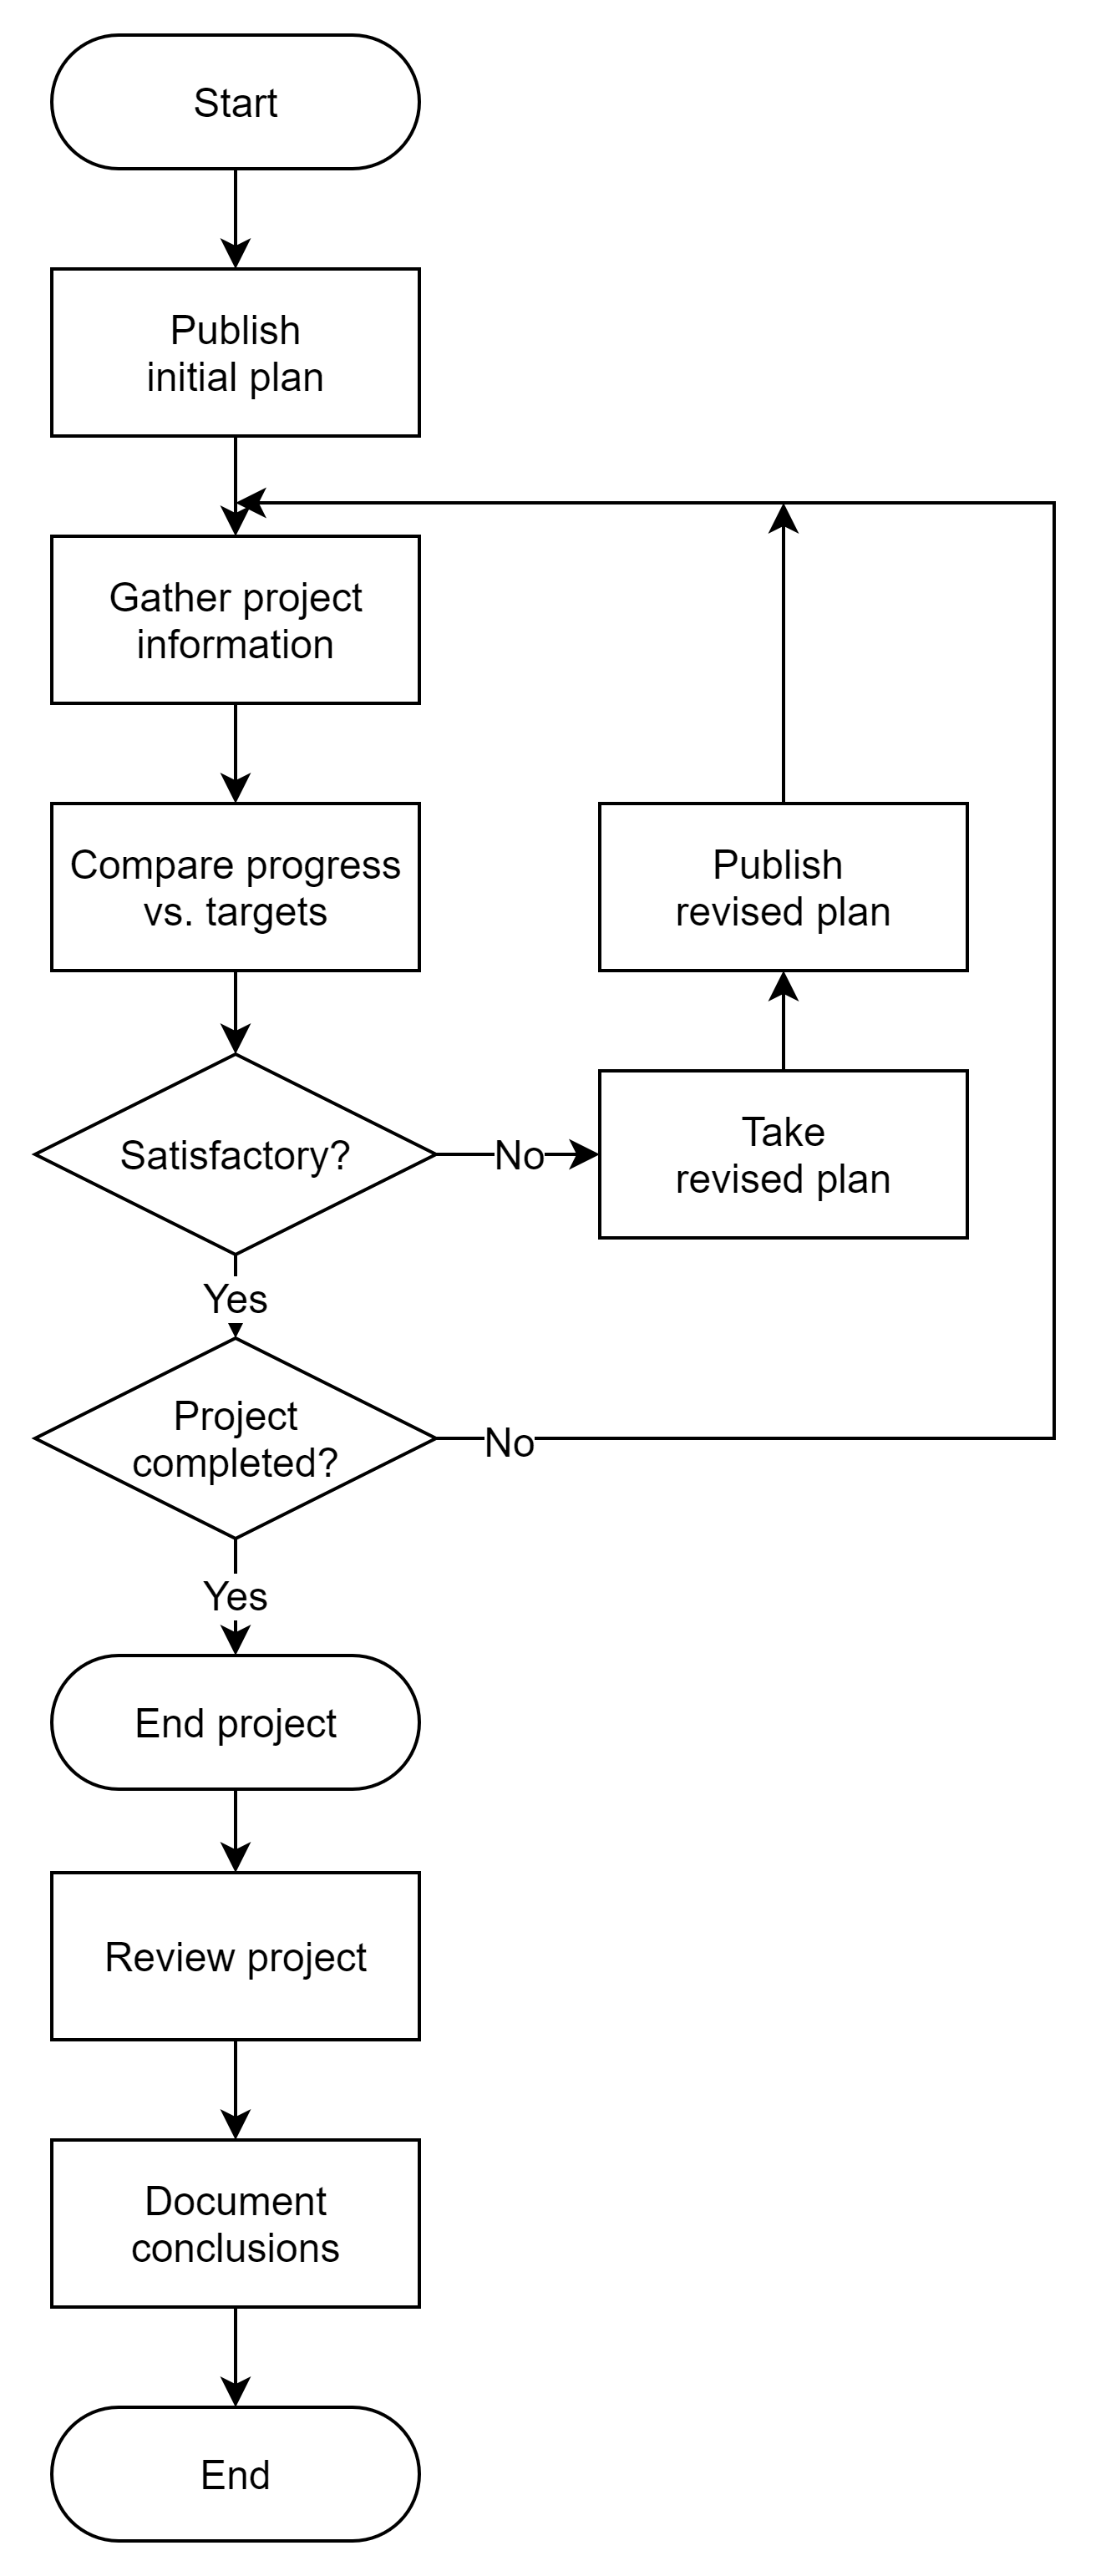 Start
Publish
initial plan
Gather project
information
Compare progress
vs. targets
Publish
revised plan
Satisfactory?
No
Take
revised plan
Yes
Project
completed?
No
Yes
End project
Review project
Document
conclusions
End